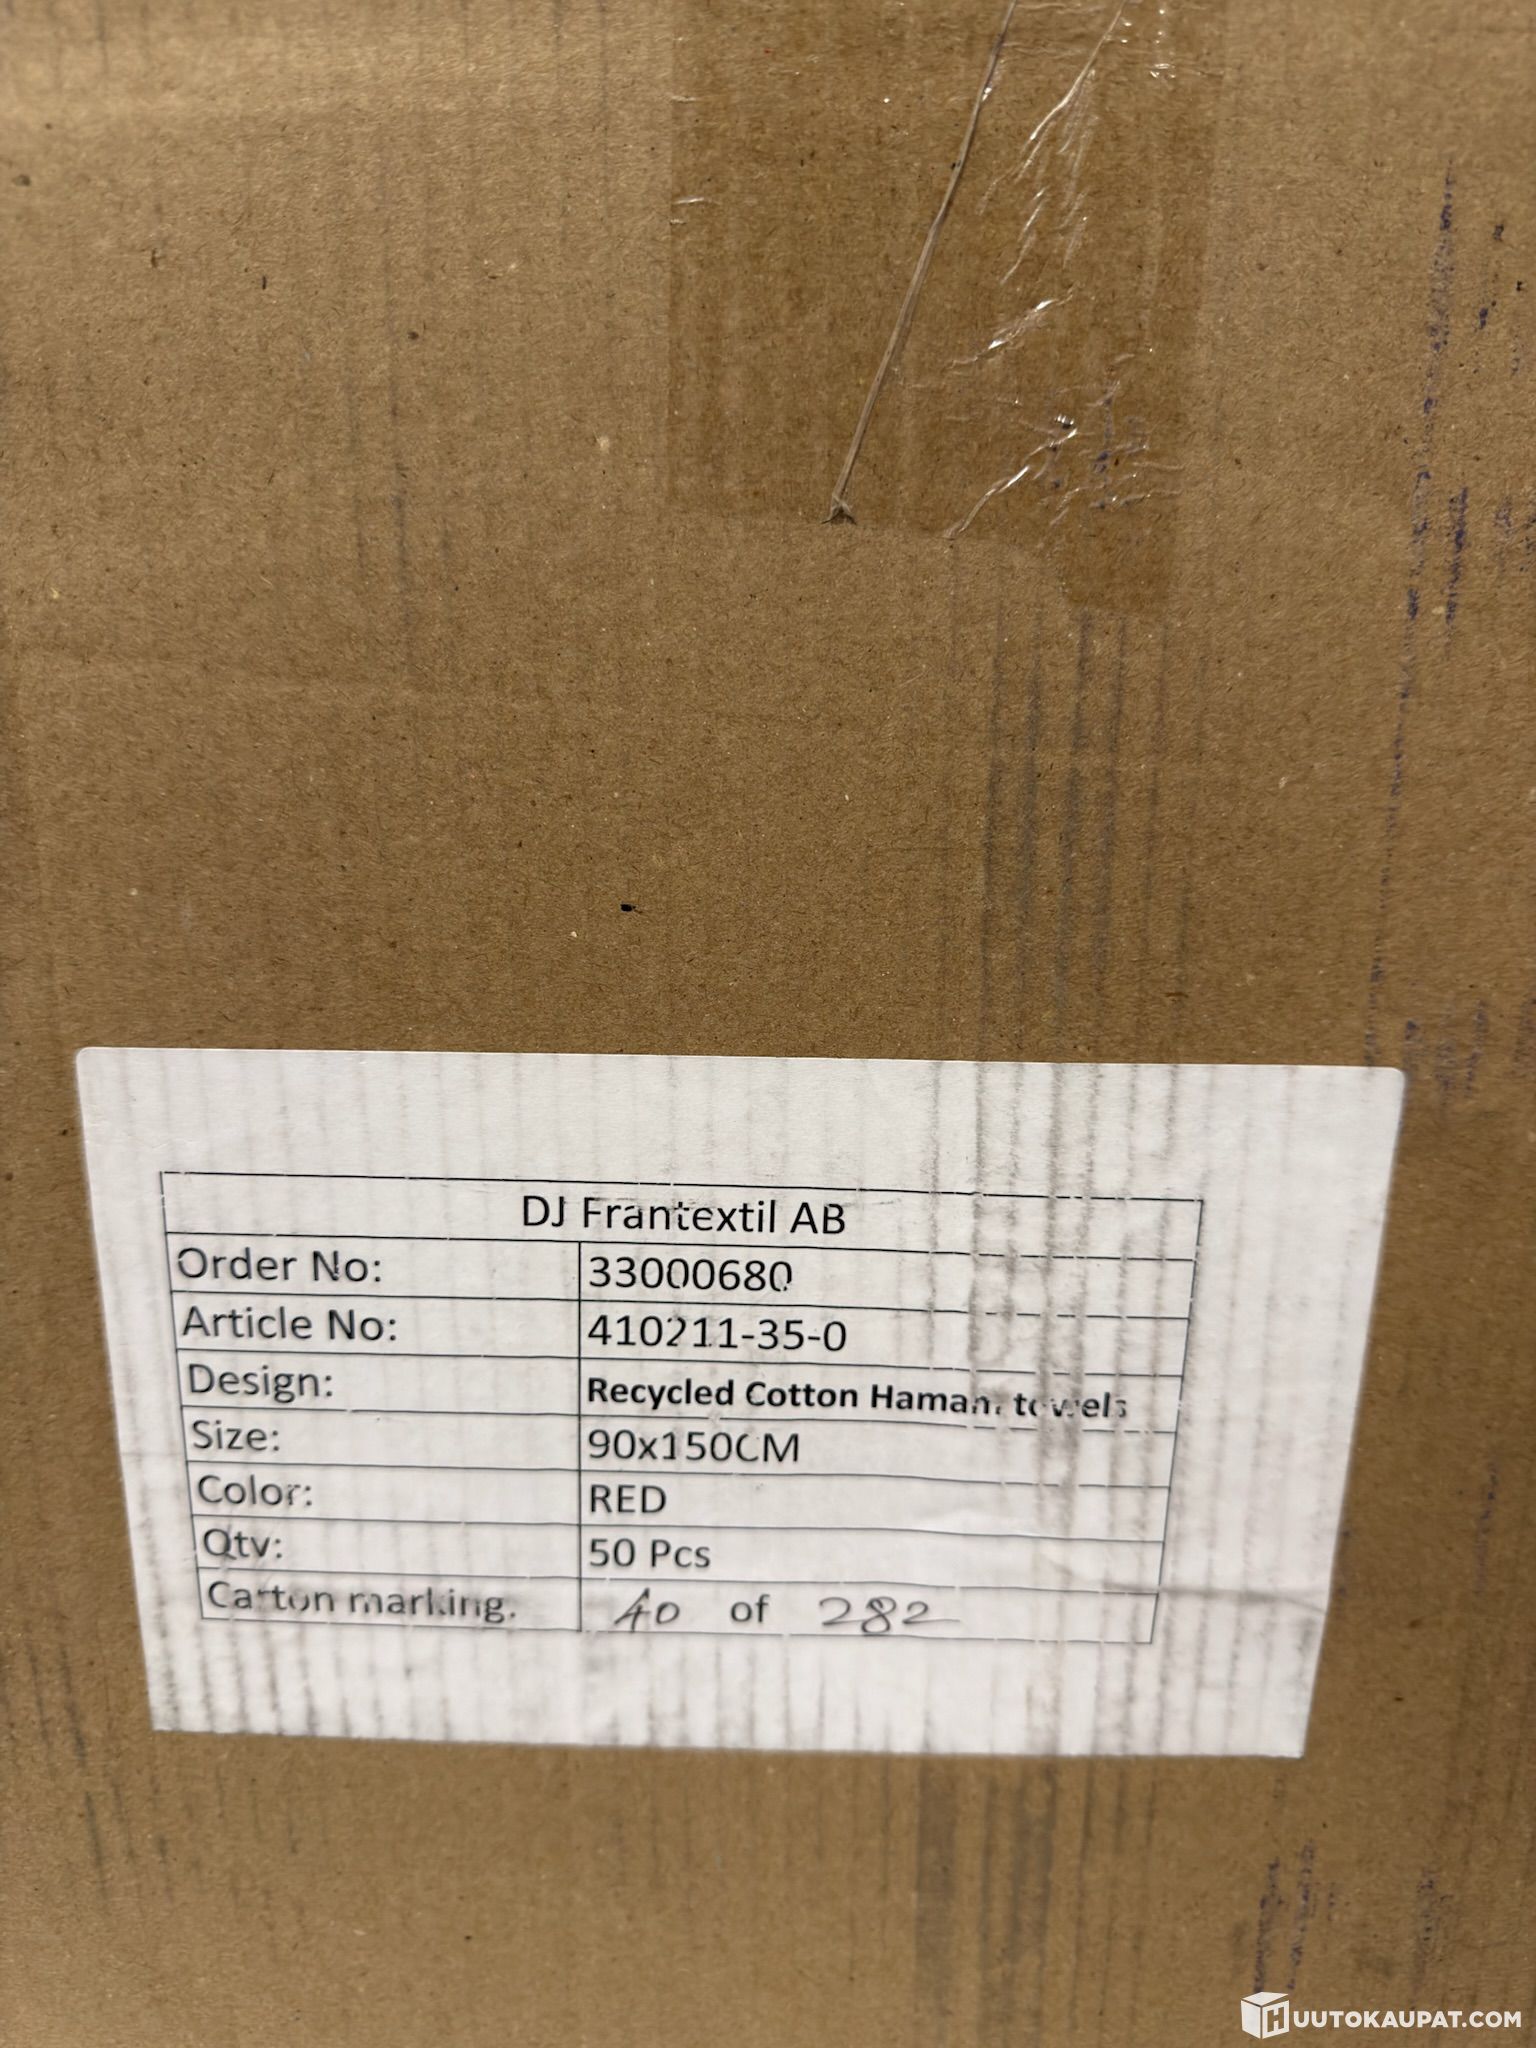 DJ Frantextil AB
Order No: 33000680
Article No: 410211-35-0
Design: Recycled Cotton Hamam towels
Size: 90x150CM
Color: RED
Qty: 50 Pcs
Carton marking: 40 of 282
HUUTOKAUPAT.COM